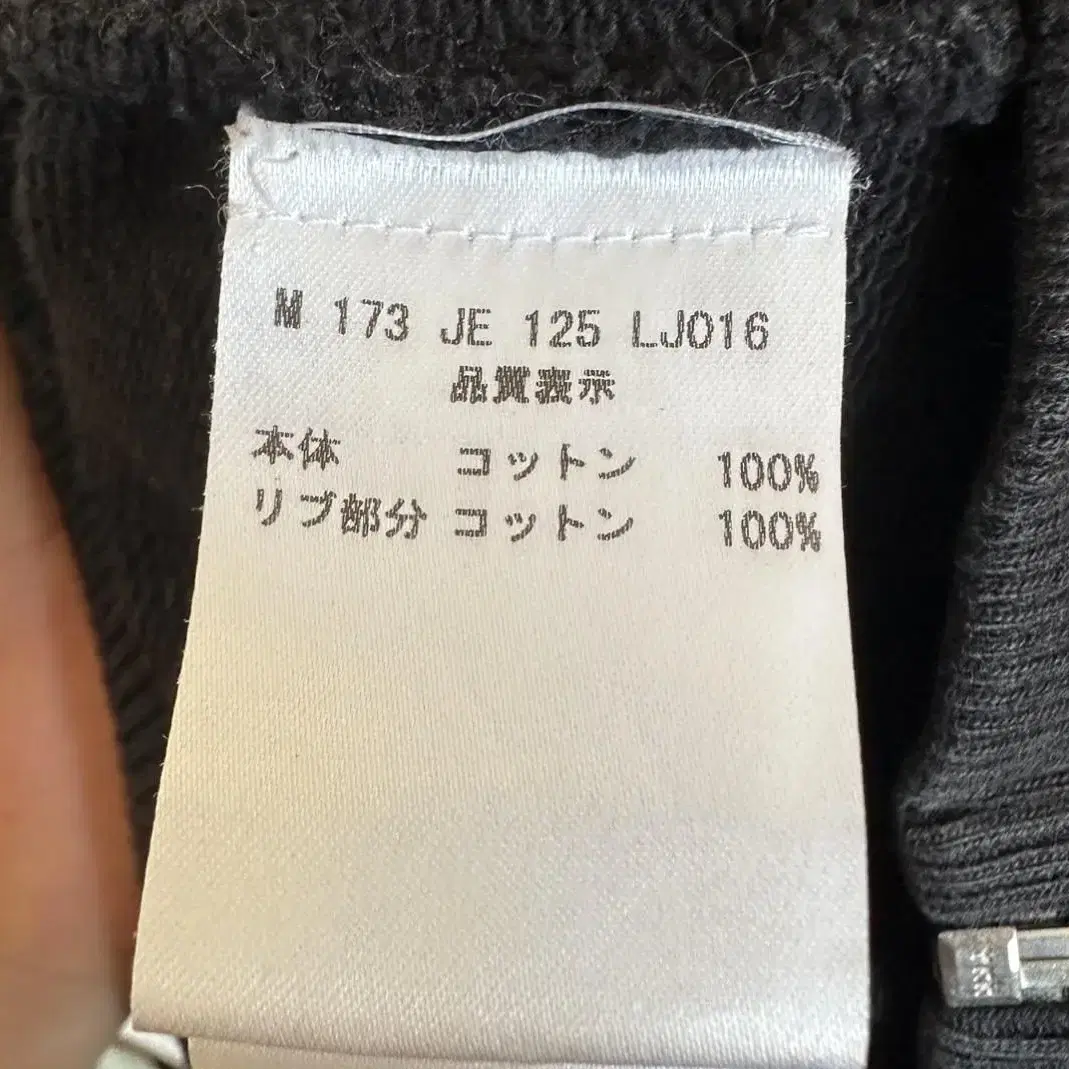 M 173 JE 125 LJ016
品質表示
本体 コットン 100%
リブ部分 コットン 100%
YKK